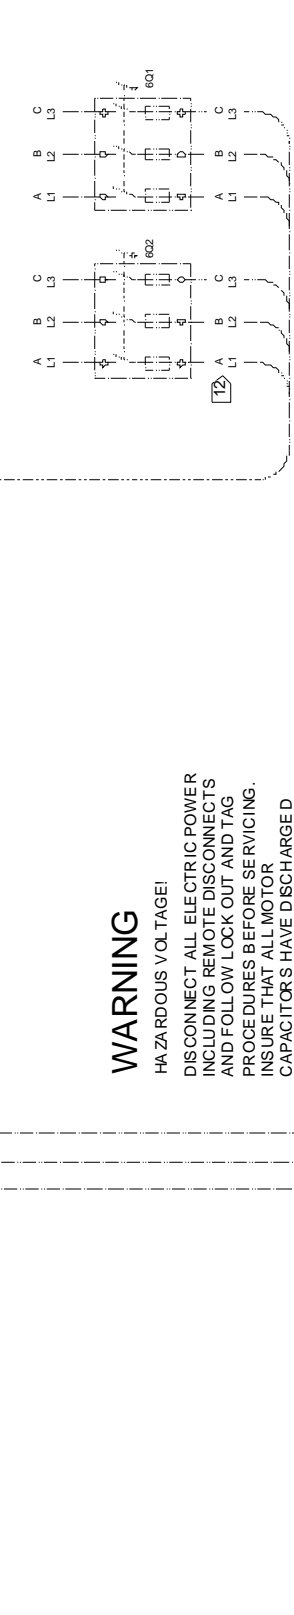 WARNING
HAZARDOUS VOLTAGE!
DISCONNECT ALL ELECTRIC POWER
INCLUDING REMOTE DISCONNECTS
AND FOLLOW LOCK OUT AND TAG
PROCEDURES BEFORE SERVICING.
INSURE THAT ALL MOTOR
CAPACITORS HAVE DISCHARGED
A B C A B C
L1 L2 L3 L1 L2 L3
6Q2 6Q1
12 A B C A B C
L1 L2 L3 L1 L2 L3